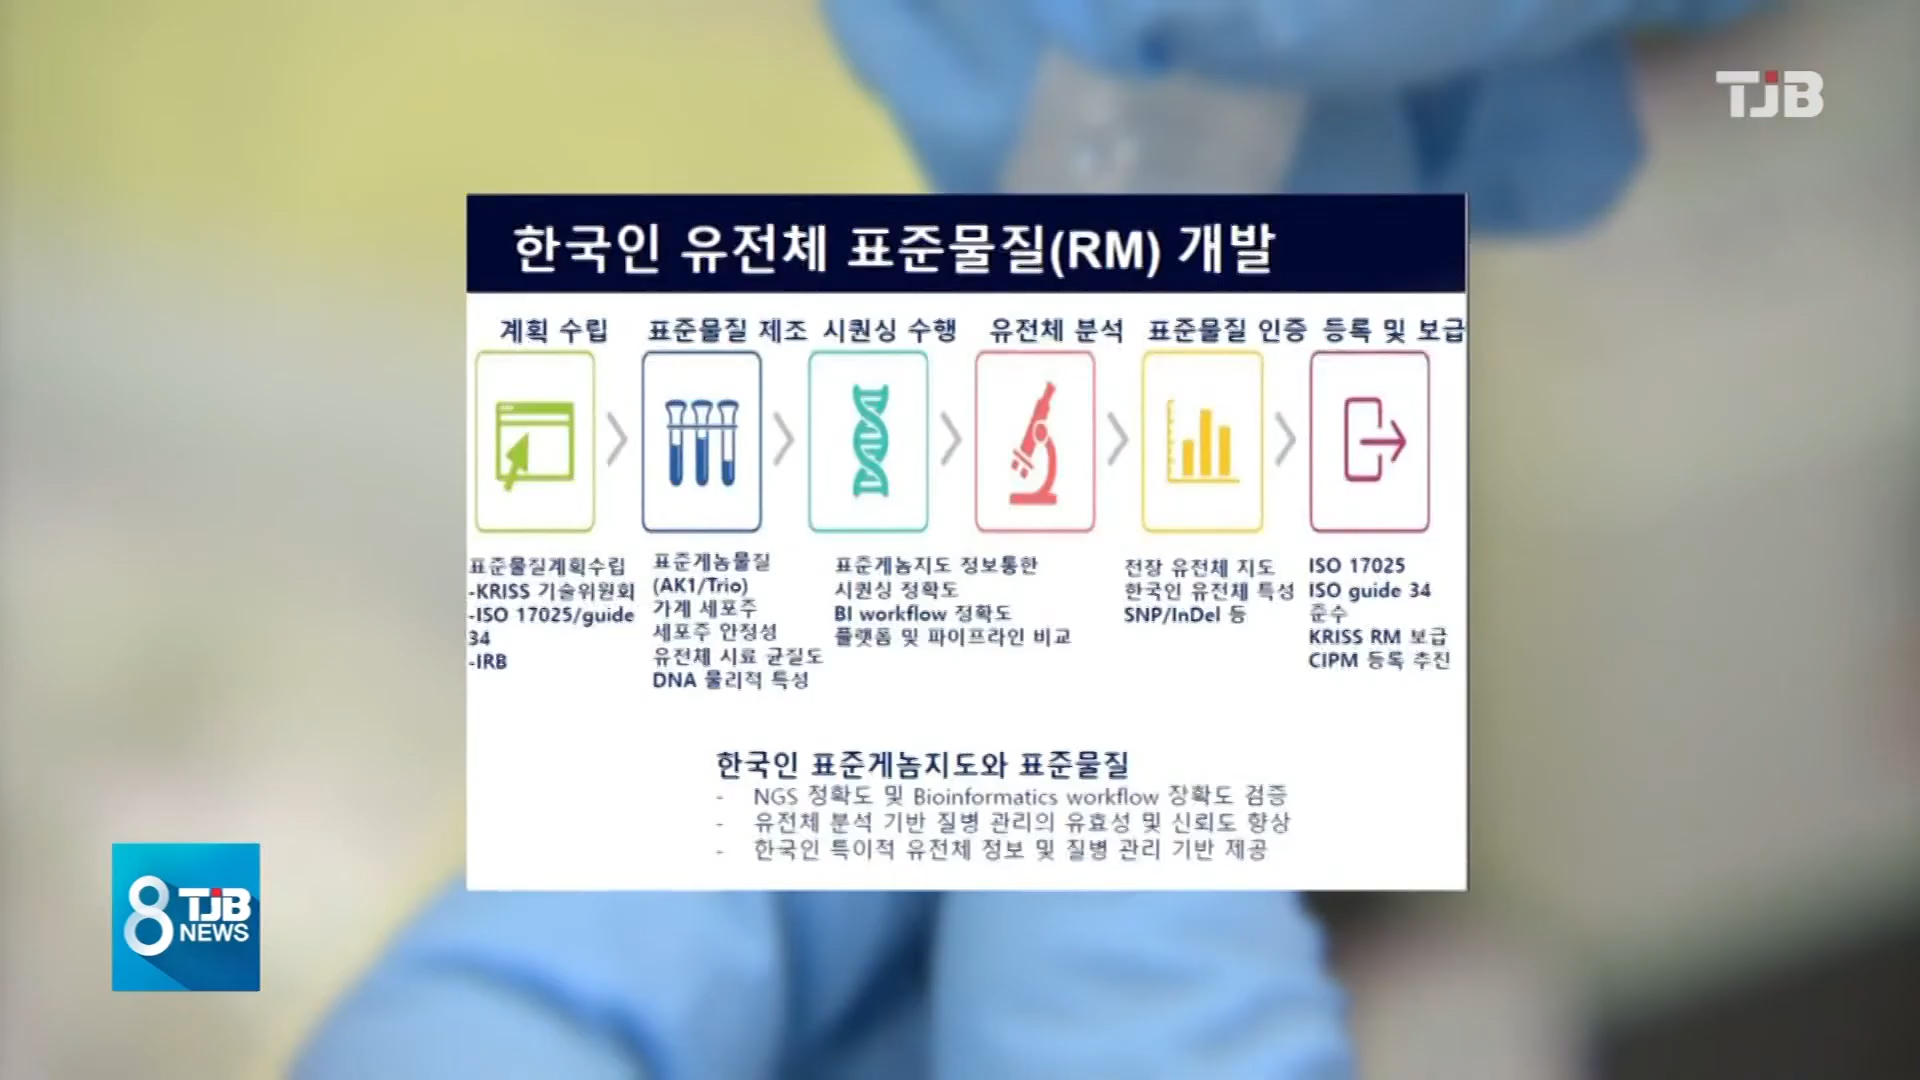 TJB
한국인 유전체 표준물질(RM) 개발
계획 수립
표준물질 제조
시퀀싱 수행
유전체 분석
표준물질 인증
등록 및 보급
표준물질계획수립
-KRISS 기술위원회
-ISO 17025/guide
34
-IRB
표준게놈물질
(AK1/Trio)
가계 세포주
세포주 안정성
유전체 시료 균질도
DNA 물리적 특성
표준게놈지도 정보통한
시퀀싱 정확도
BI workflow 정확도
플랫폼 및 파이프라인 비교
전장 유전체 지도
한국인 유전체 특성
SNP/InDel 등
ISO 17025
ISO guide 34
준수
KRISS RM 보급
CIPM 등록 추진
한국인 표준게놈지도와 표준물질
- NGS 정확도 및 Bioinformatics workflow 장확도 검증
- 유전체 분석 기반 질병 관리의 유효성 및 신뢰도 향상
- 한국인 특이적 유전체 정보 및 질병 관리 기반 제공
8 TJB
NEWS